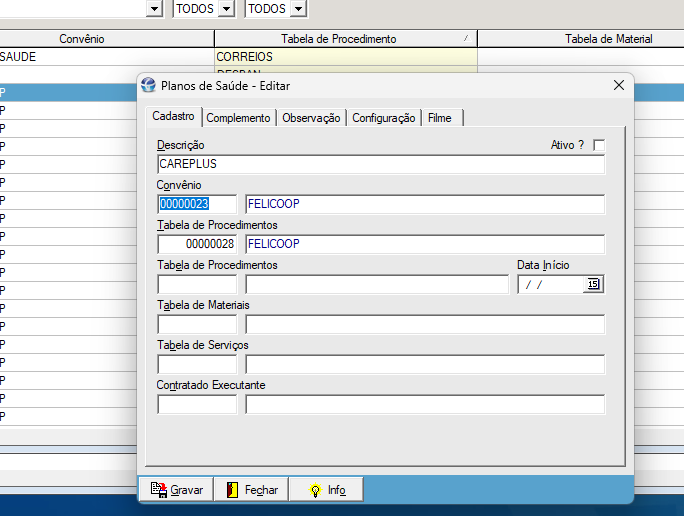 TODOS TODOS
Convênio Tabela de Procedimento Tabela de Material
SAUDE CORREIOS
P
Planos de Saúde - Editar
Cadastro Complemento Observação Configuração Filme
P
Descrição Ativo ?
P
CAREPLUS
P
Convênio
P
00000023 FELICOOP
P
Tabela de Procedimentos
P
00000028 FELICOOP
P
Tabela de Procedimentos Data Início
P
/ / 15
P
Tabela de Materiais
P
P
Tabela de Serviços
P
P
Contratado Executante
P
P
P
Gravar Fechar Info